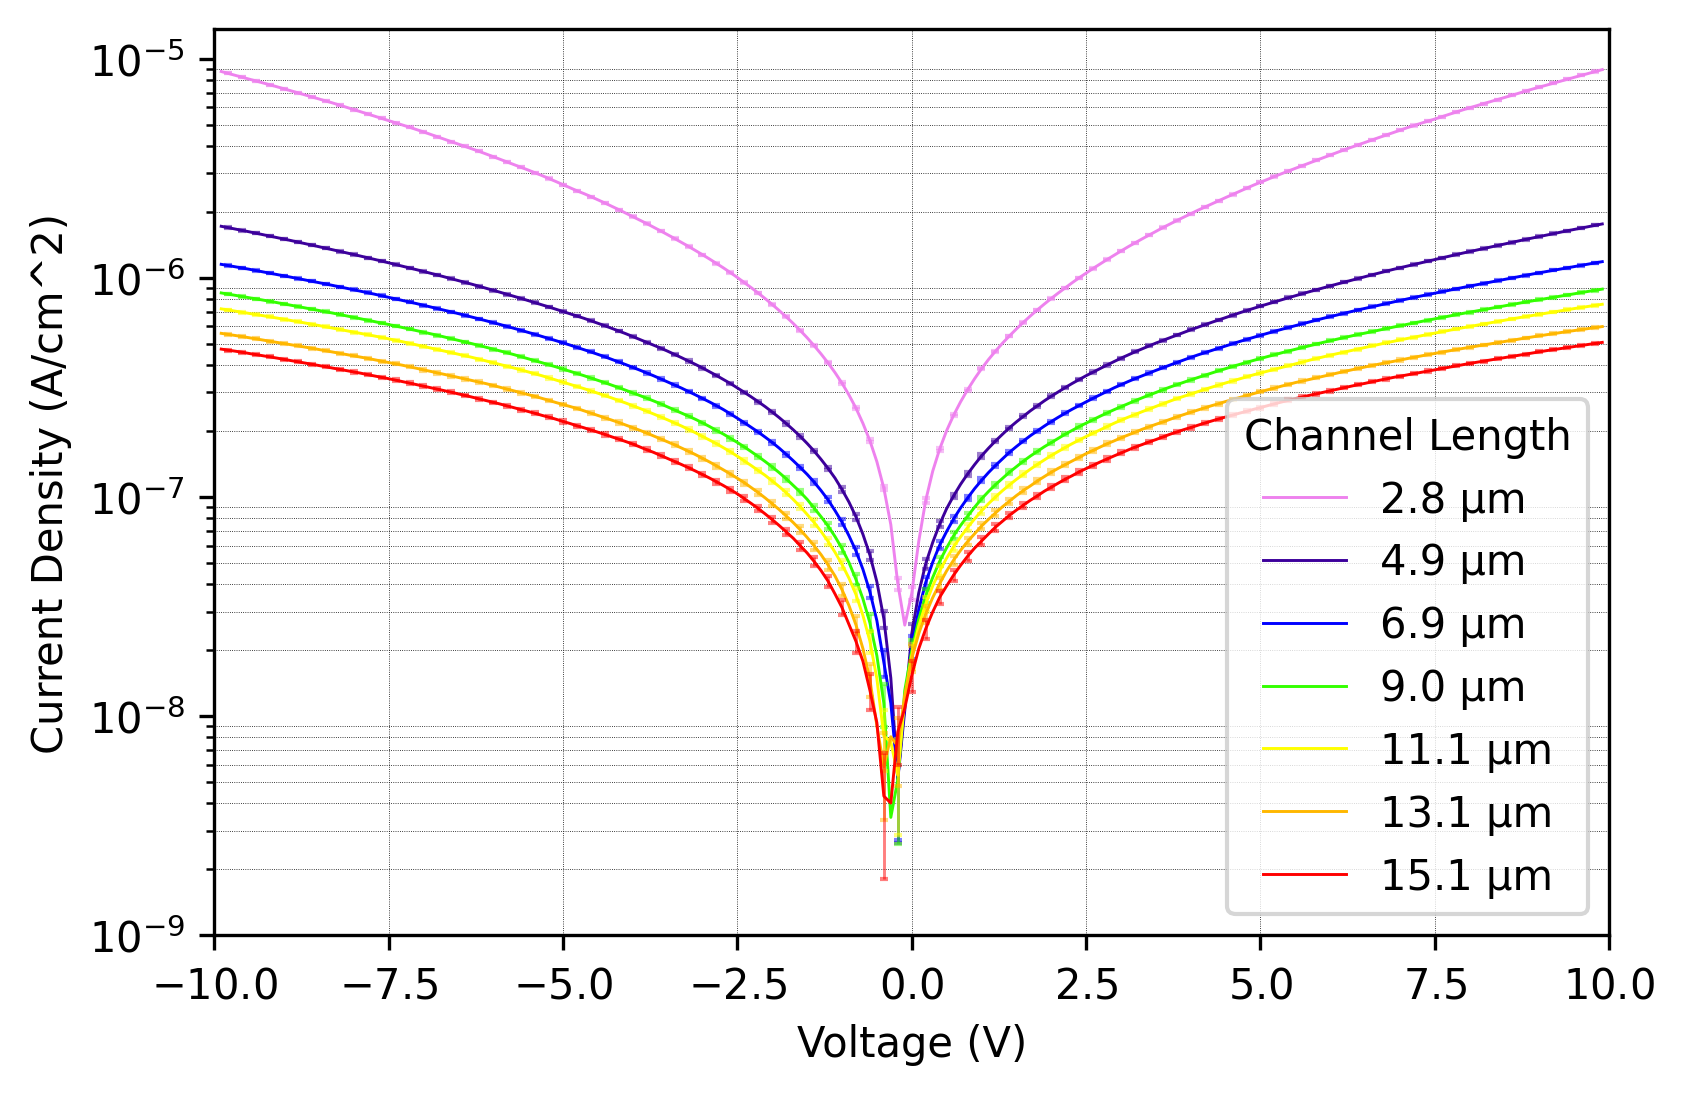 Current Density (A/cm^2)
10⁻⁵
10⁻⁶
10⁻⁷
10⁻⁸
10⁻⁹
Channel Length
2.8 μm
4.9 μm
6.9 μm
9.0 μm
11.1 μm
13.1 μm
15.1 μm
−10.0 −7.5 −5.0 −2.5 0.0 2.5 5.0 7.5 10.0
Voltage (V)